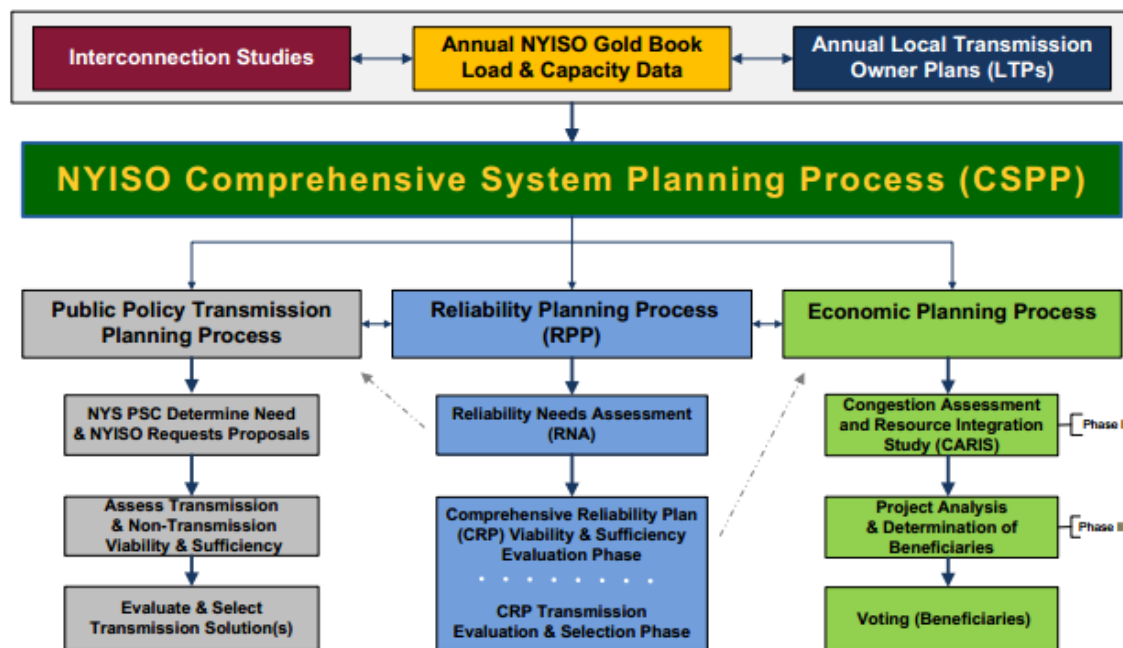 Interconnection Studies
Annual NYISO Gold Book
Load & Capacity Data
Annual Local Transmission
Owner Plans (LTPs)
NYISO Comprehensive System Planning Process (CSPP)
Public Policy Transmission
Planning Process
Reliability Planning Process
(RPP)
Economic Planning Process
NYS PSC Determine Need
& NYISO Requests Proposals
Reliability Needs Assessment
(RNA)
Congestion Assessment
and Resource Integration
Study (CARIS)
Phase I
Assess Transmission
& Non-Transmission
Viability & Sufficiency
Comprehensive Reliability Plan
(CRP) Viability & Sufficiency
Evaluation Phase
Project Analysis
& Determination of
Beneficiaries
Phase II
Evaluate & Select
Transmission Solution(s)
CRP Transmission
Evaluation & Selection Phase
Voting (Beneficiaries)